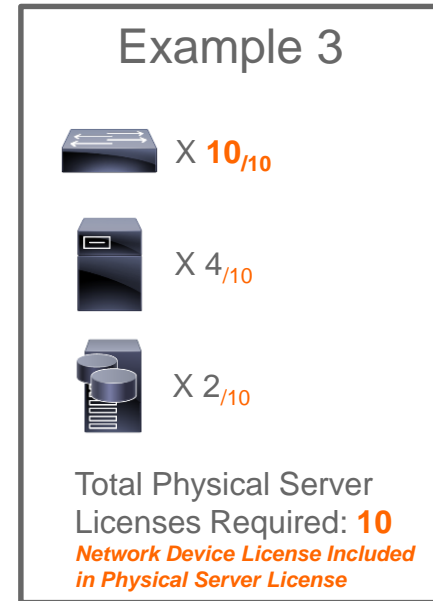 Example 3
X 10/10
X 4/10
X 2/10
Total Physical Server
Licenses Required: 10
Network Device License Included
in Physical Server License